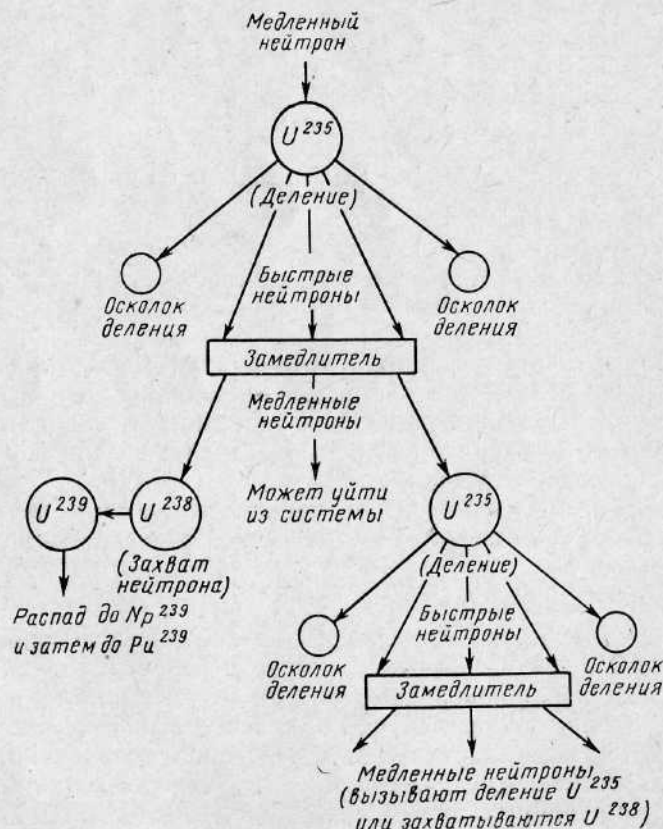 Медленный
нейтрон
U²³⁵
(Деление)
Осколок
деления
Быстрые
нейтроны
Осколок
деления
Замедлитель
Медленные
нейтроны
U²³⁹
U²³⁸
(Захват
нейтрона)
Распад до Np²³⁹
и затем до Pu²³⁹
Может уйти
из системы
U²³⁵
(Деление)
Осколок
деления
Быстрые
нейтроны
Осколок
деления
Замедлитель
Медленные нейтроны
(вызывают деление U²³⁵
или захватываются U²³⁸)